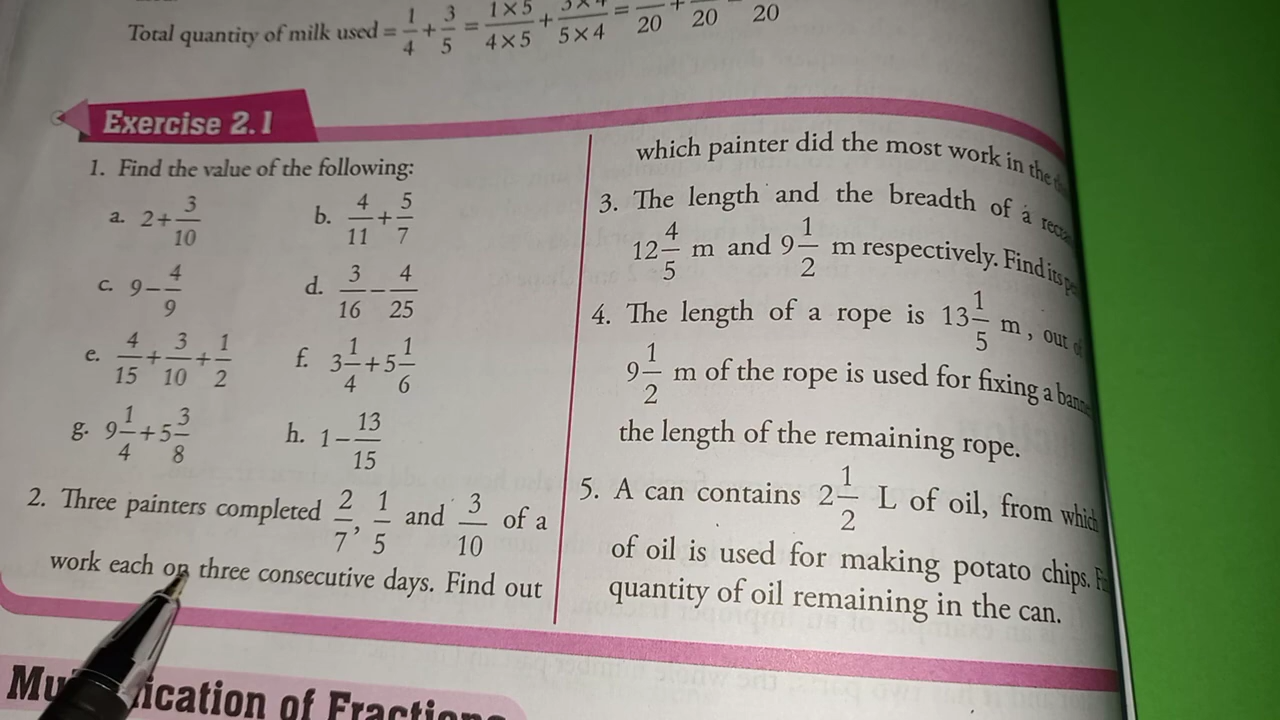 Total quantity of milk used = 1/4 + 3/5 = 1×5/4×5 + 3×4/5×4 = /20 + /20 = /20
Exercise 2.1
1. Find the value of the following:
a. 2+3/10 b. 4/11+5/7
c. 9−4/9 d. 3/16−4/25
e. 4/15+3/10+1/2 f. 3 1/4+5 1/6
g. 9 1/4+5 3/8 h. 1−13/15
2. Three painters completed 2/7, 1/5 and 3/10 of a
work each on three consecutive days. Find out
which painter did the most work in the
3. The length and the breadth of a
12 4/5 m and 9 1/2 m respectively. Find its
4. The length of a rope is 13 1/5 m, out
9 1/2 m of the rope is used for fixing a
the length of the remaining rope.
5. A can contains 2 1/2 L of oil, from which
of oil is used for making potato chips.
quantity of oil remaining in the can.
of Fractions